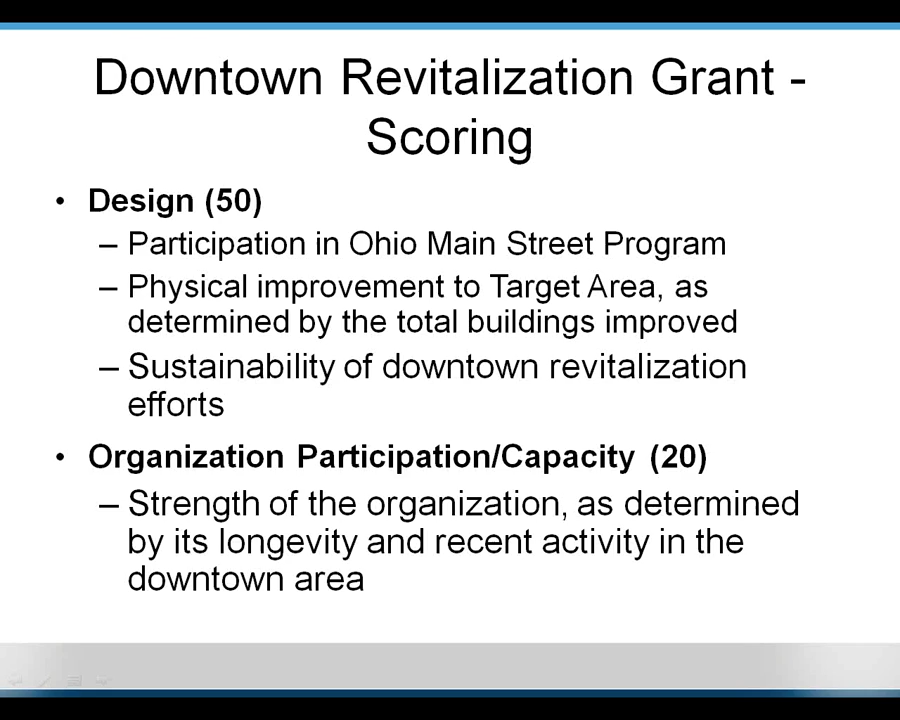 Downtown Revitalization Grant -
Scoring
• Design (50)
– Participation in Ohio Main Street Program
– Physical improvement to Target Area, as
determined by the total buildings improved
– Sustainability of downtown revitalization
efforts
• Organization Participation/Capacity (20)
– Strength of the organization, as determined
by its longevity and recent activity in the
downtown area